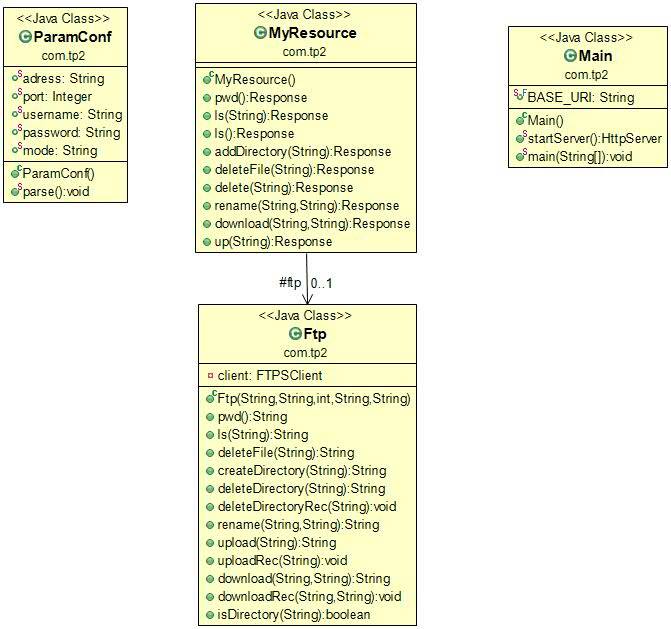 <<Java Class>>
ParamConf
com.tp2
adress: String
port: Integer
username: String
password: String
mode: String
ParamConf()
parse():void
<<Java Class>>
MyResource
com.tp2
MyResource()
pwd():Response
ls(String):Response
ls():Response
addDirectory(String):Response
deleteFile(String):Response
delete(String):Response
rename(String,String):Response
download(String,String):Response
up(String):Response
<<Java Class>>
Main
com.tp2
BASE_URI: String
Main()
startServer():HttpServer
main(String[]):void
#ftp 0..1
<<Java Class>>
Ftp
com.tp2
client: FTPSClient
Ftp(String,String,int,String,String)
pwd():String
ls(String):String
deleteFile(String):String
createDirectory(String):String
deleteDirectory(String):String
deleteDirectoryRec(String):void
rename(String,String):String
upload(String):String
uploadRec(String):void
download(String,String):String
downloadRec(String,String):void
isDirectory(String):boolean